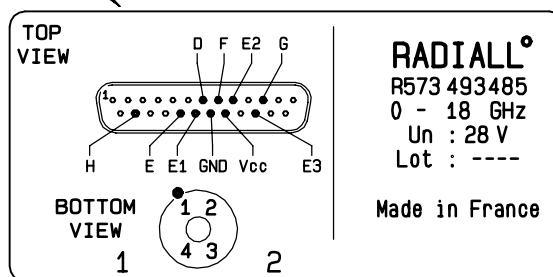 TOP
VIEW
D F E2 G
1
H E E1 GND Vcc E3
BOTTOM
VIEW
1 2
4 3
1 2
RADIALL°
R573 493485
0 - 18 GHz
Un : 28 V
Lot : ----
Made in France